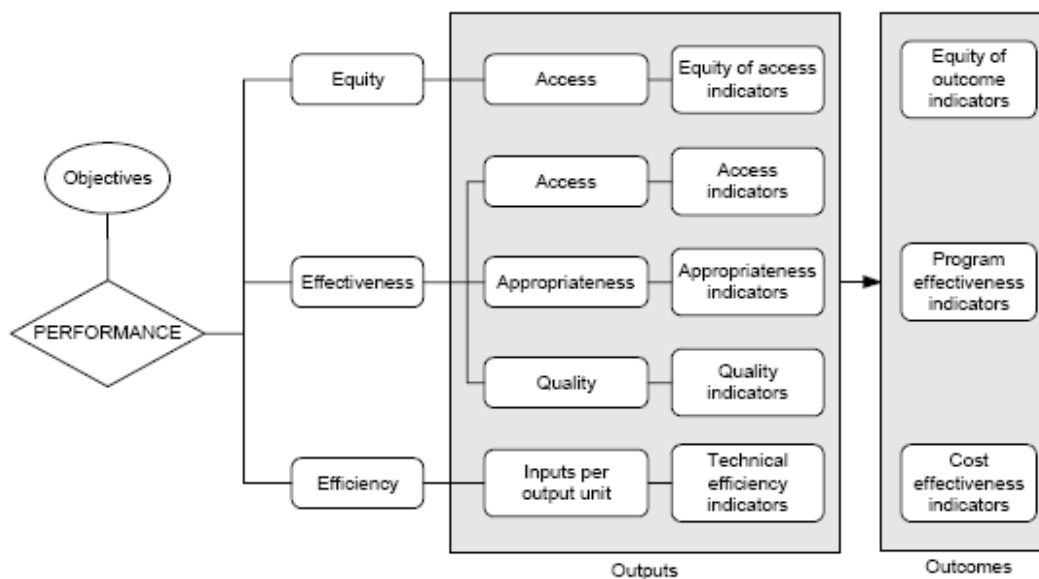 Objectives
PERFORMANCE
Equity
Effectiveness
Efficiency
Access
Equity of access
indicators
Access
Access
indicators
Appropriateness
Appropriateness
indicators
Quality
Quality
indicators
Inputs per
output unit
Technical
efficiency
indicators
Outputs
Equity of
outcome
indicators
Program
effectiveness
indicators
Cost
effectiveness
indicators
Outcomes